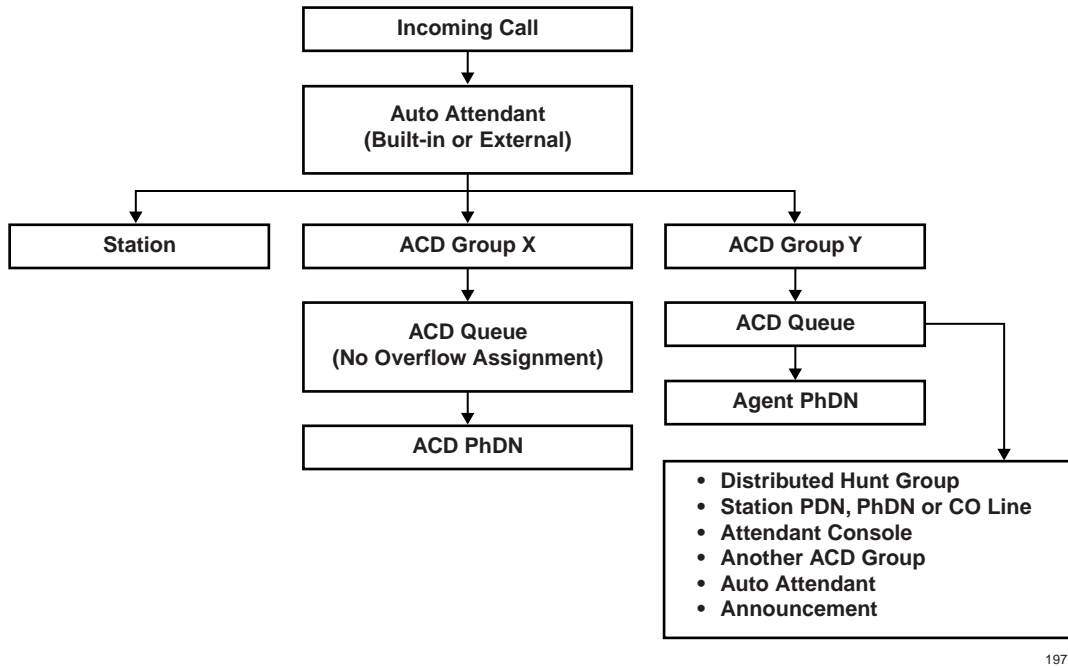 Incoming Call
Auto Attendant
(Built-in or External)
Station
ACD Group X
ACD Group Y
ACD Queue
(No Overflow Assignment)
ACD Queue
ACD PhDN
Agent PhDN
• Distributed Hunt Group
• Station PDN, PhDN or CO Line
• Attendant Console
• Another ACD Group
• Auto Attendant
• Announcement
197